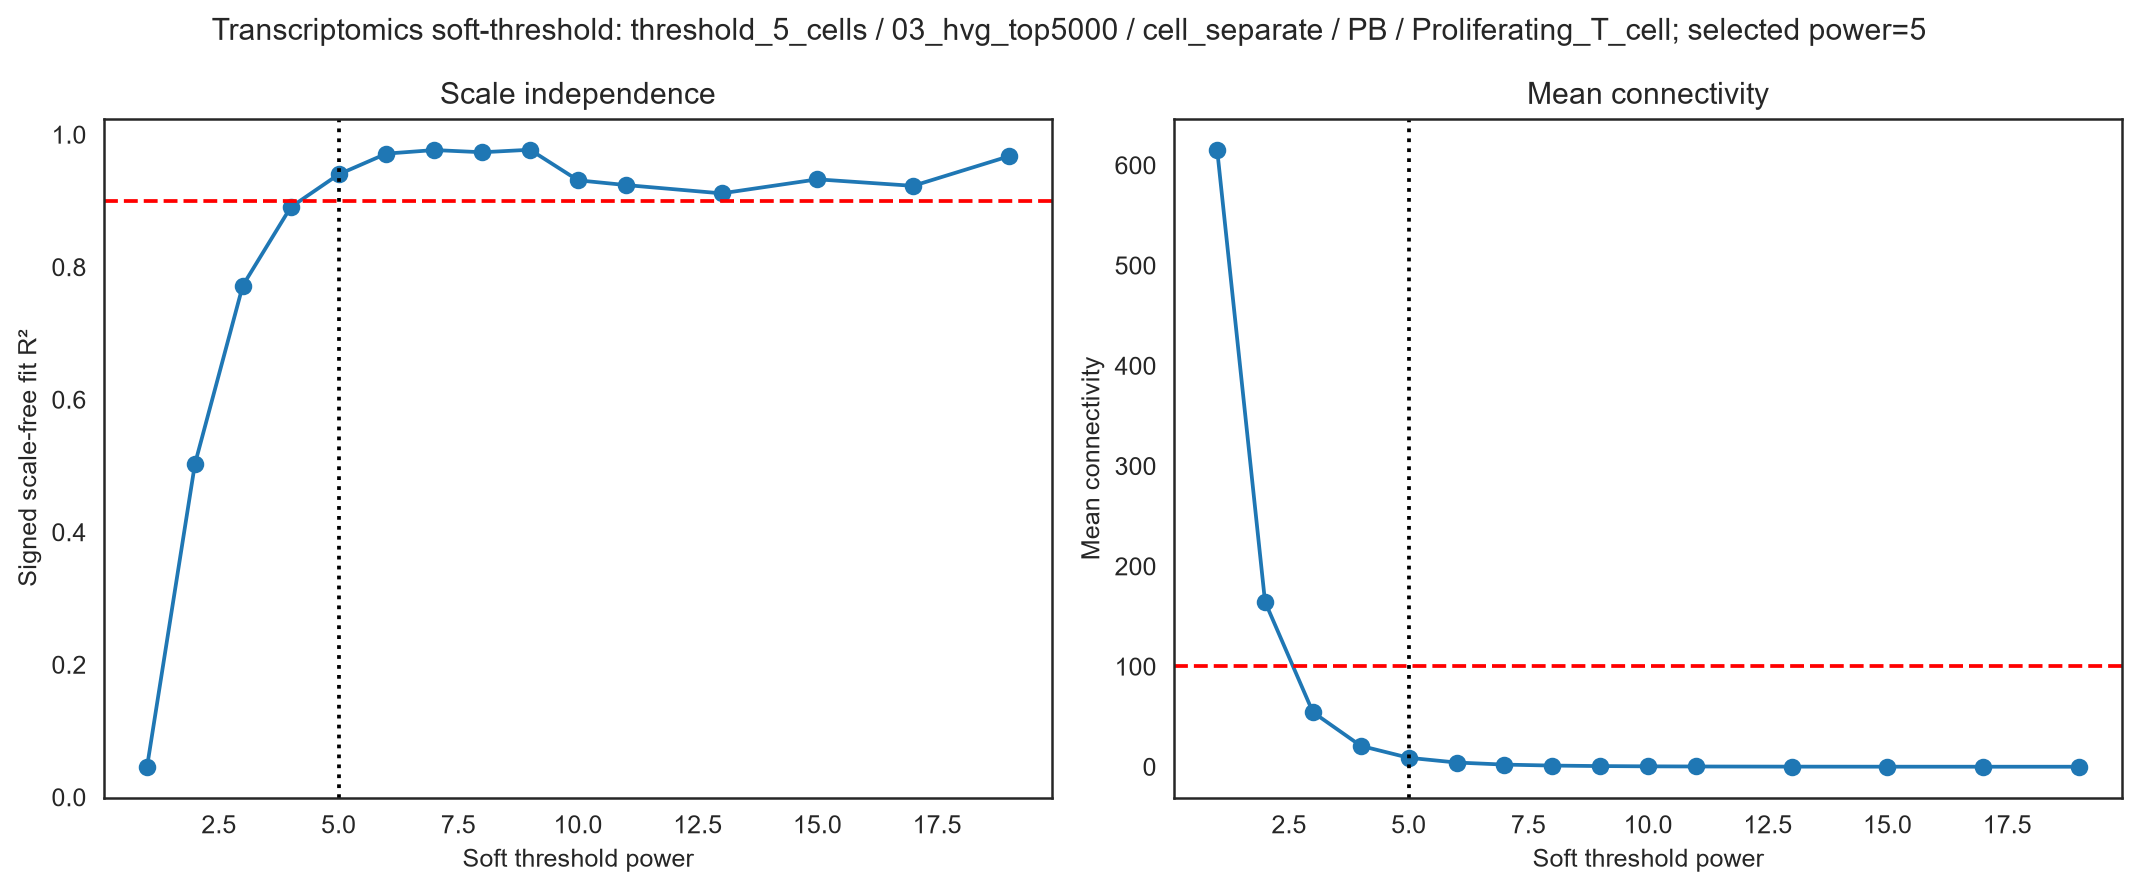 Transcriptomics soft-threshold: threshold_5_cells / 03_hvg_top5000 / cell_separate / PB / Proliferating_T_cell; selected power=5
Scale independence
Signed scale-free fit R²
1.0
0.8
0.6
0.4
0.2
0.0
2.5 5.0 7.5 10.0 12.5 15.0 17.5
Soft threshold power
Mean connectivity
Mean connectivity
600
500
400
300
200
100
0
2.5 5.0 7.5 10.0 12.5 15.0 17.5
Soft threshold power